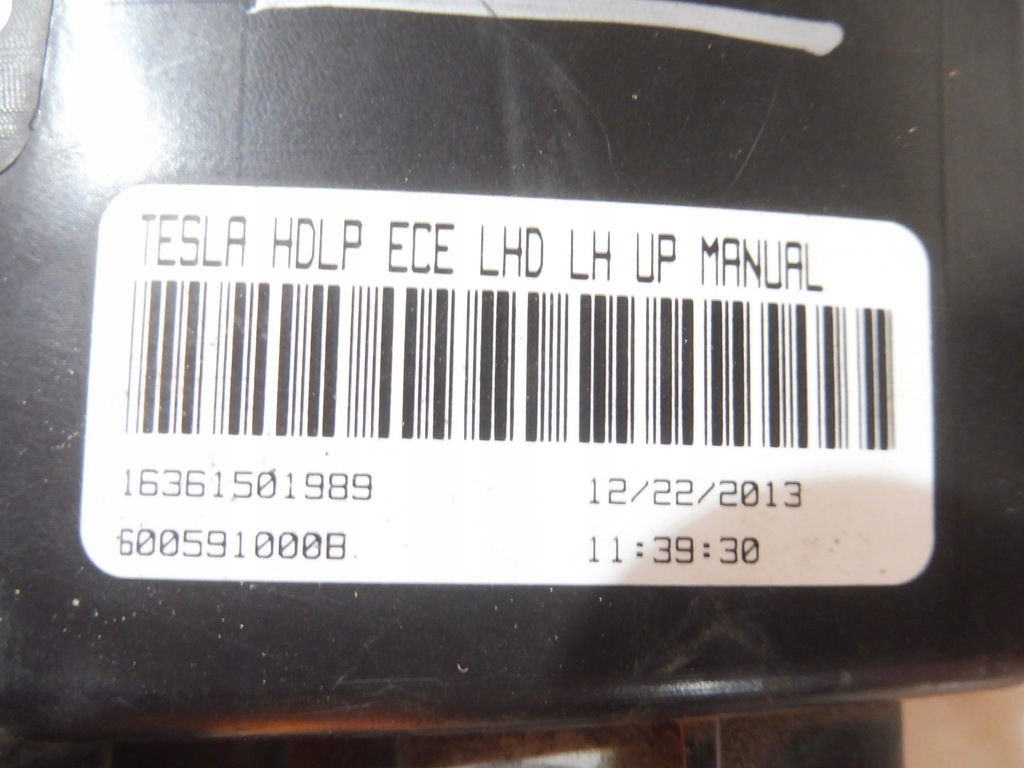 TESLA HDLP ECE LHD LH UP MANUAL
16361501989 12/22/2013
600591000B 11:39:30